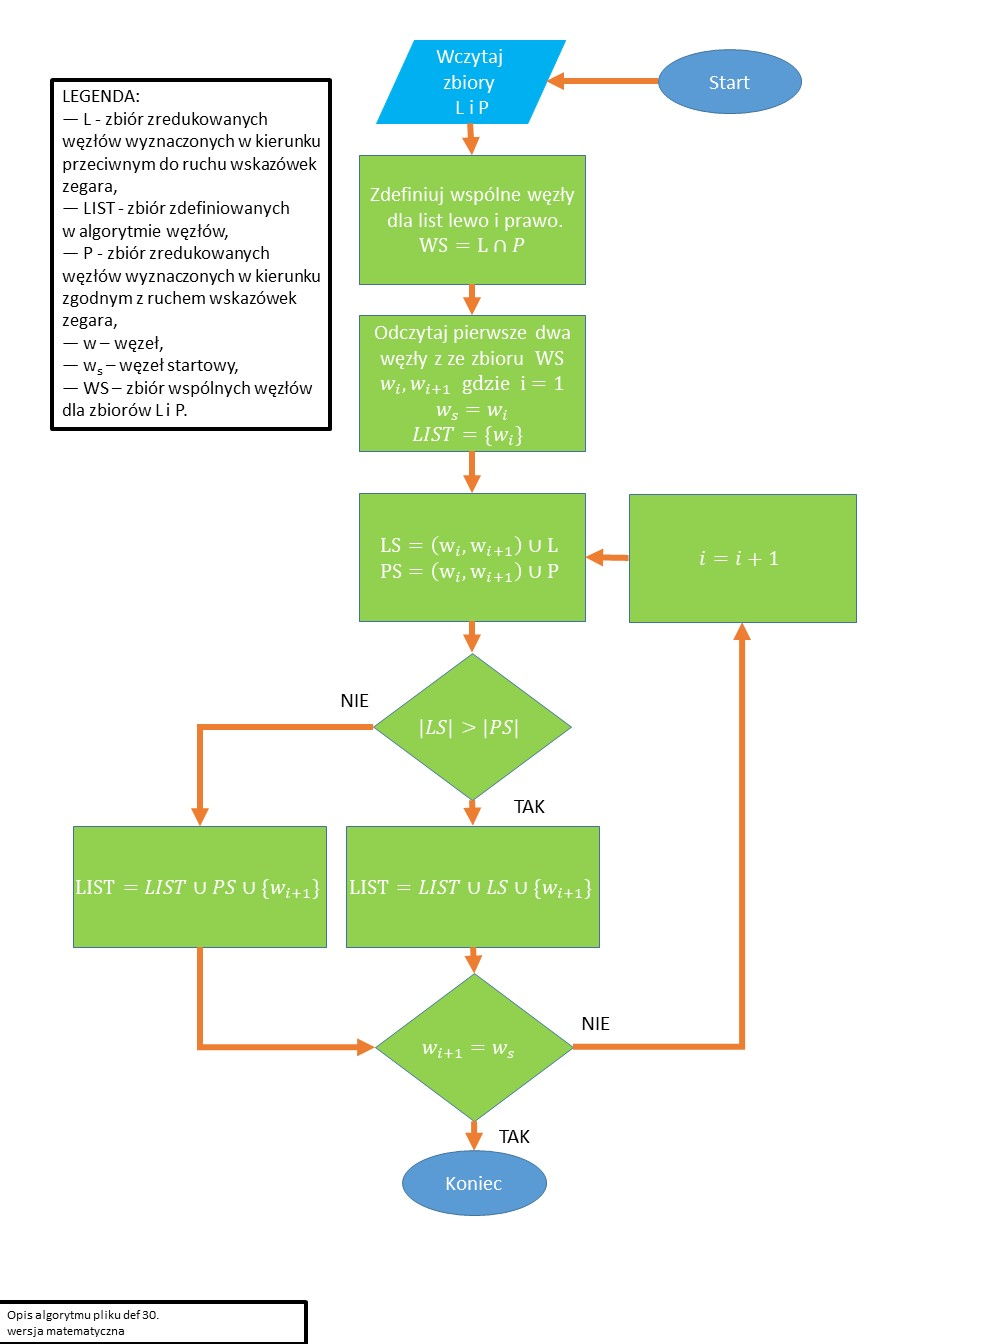 Wczytaj
zbiory
L i P
Start
LEGENDA:
— L - zbiór zredukowanych
węzłów wyznaczonych w kierunku
przeciwnym do ruchu wskazówek
zegara,
— LIST - zbiór zdefiniowanych
w algorytmie węzłów,
— P - zbiór zredukowanych
węzłów wyznaczonych w kierunku
zgodnym z ruchem wskazówek
zegara,
— w – węzeł,
— wₛ – węzeł startowy,
— WS – zbiór wspólnych węzłów
dla zbiorów L i P.
Zdefiniuj wspólne węzły
dla list lewo i prawo.
WS = L ∩ P
Odczytaj pierwsze dwa
węzły z ze zbioru WS
wᵢ, wᵢ₊₁ gdzie i = 1
wₛ = wᵢ
LIST = {wᵢ}
LS = (wᵢ, wᵢ₊₁) ∪ L
PS = (wᵢ, wᵢ₊₁) ∪ P
i = i + 1
|LS| > |PS|
NIE
TAK
LIST = LIST ∪ PS ∪ {wᵢ₊₁}
LIST = LIST ∪ LS ∪ {wᵢ₊₁}
wᵢ₊₁ = wₛ
NIE
TAK
Koniec
Opis algorytmu pliku def 30.
wersja matematyczna